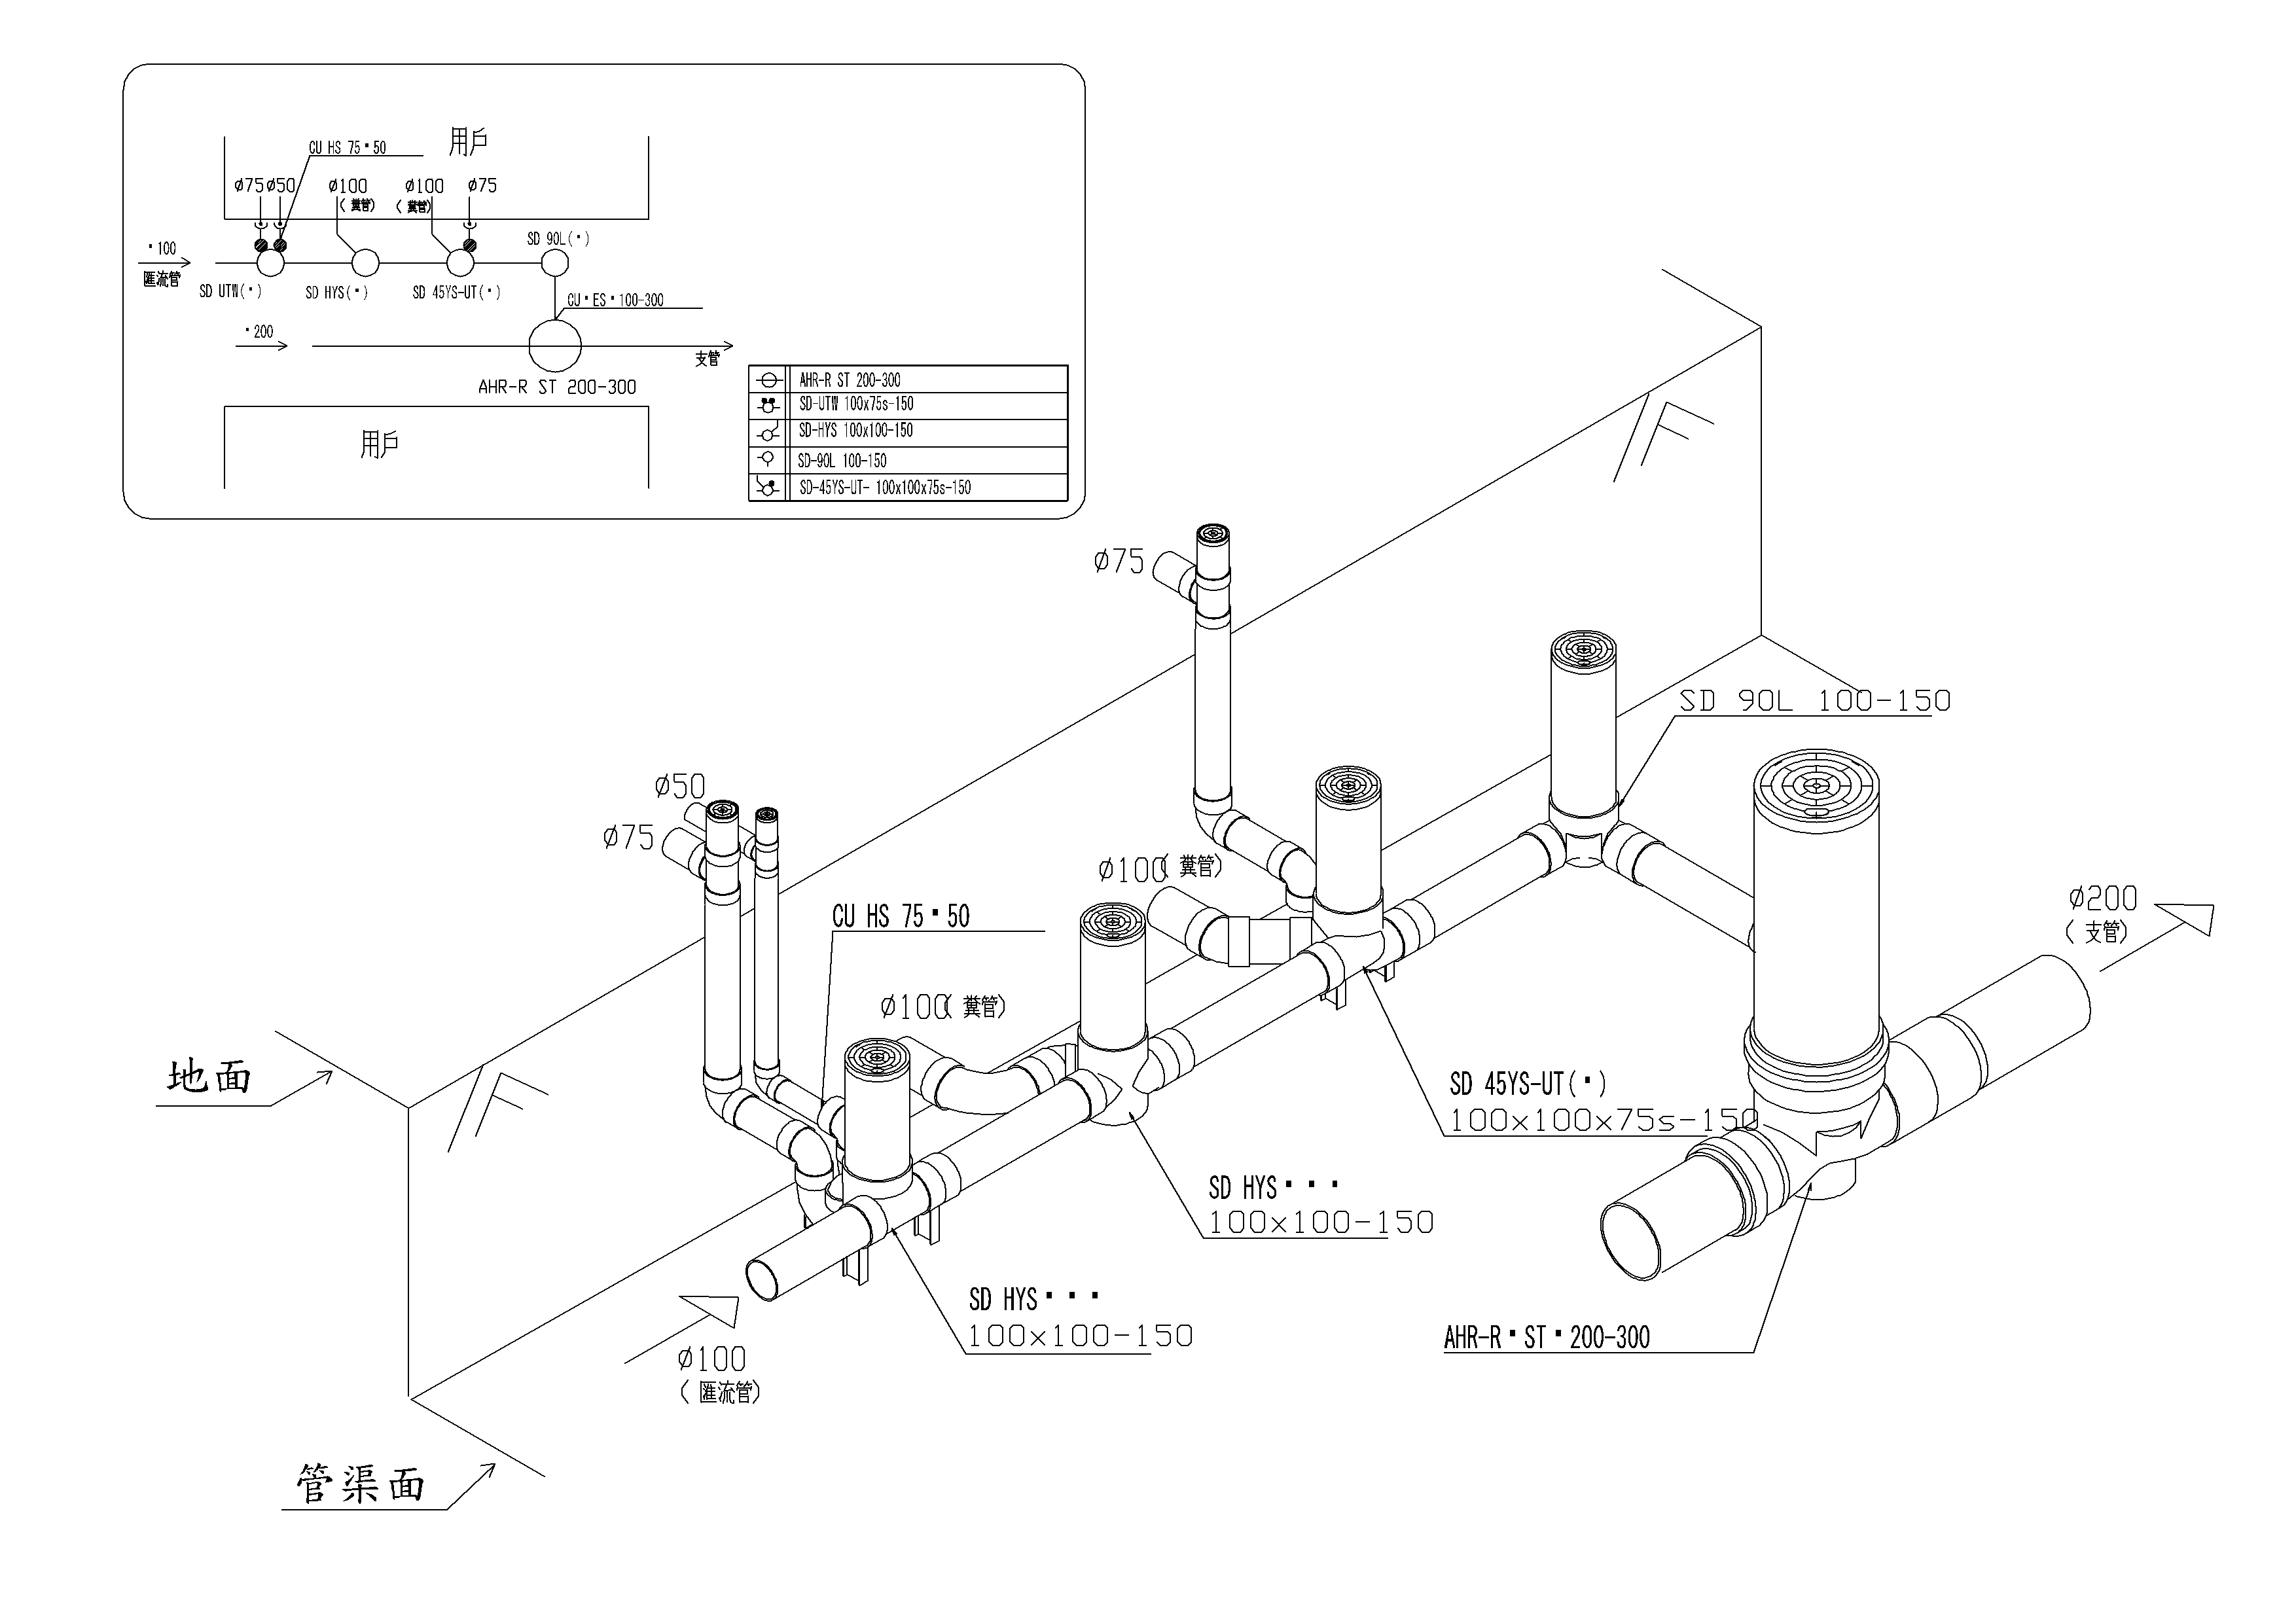 用戶
CU HS 75▪50
ø75 ø50 ø100 ø100 ø75
(糞管) (糞管)
SD 90L(▪)
▪100
匯流管
SD UTW(▪) SD HYS(▪) SD 45YS-UT(▪)
CU▪ES▪100-300
▪200
支管
AHR-R ST 200-300
用戶
AHR-R ST 200-300
SD-UTW 100x75s-150
SD-HYS 100x100-150
SD-90L 100-150
SD-45YS-UT- 100x100x75s-150
ø75
SD 90L 100-150
ø50
ø75
ø100(糞管)
CU HS 75▪50
ø200
(支管)
ø100(糞管)
地面
SD 45YS-UT(▪)
100x100x75s-150
SD HYS▪▪▪
100x100-150
SD HYS▪▪▪
100x100-150
AHR-R▪ST▪200-300
ø100
(匯流管)
管渠面